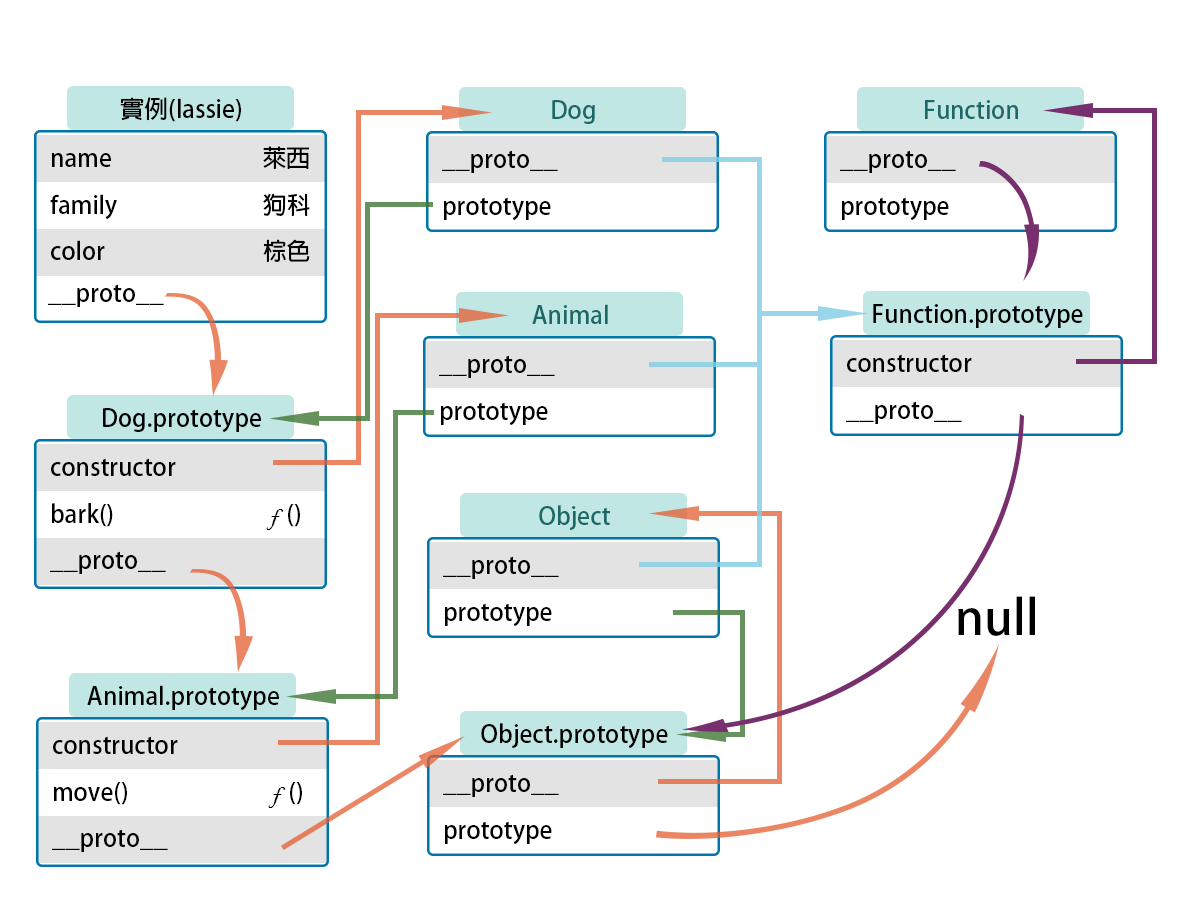 實例(lassie)
name 萊西
family 狗科
color 棕色
__proto__
Dog.prototype
constructor
bark() ƒ ()
__proto__
Animal.prototype
constructor
move() ƒ ()
__proto__
Dog
__proto__
prototype
Animal
__proto__
prototype
Object
__proto__
prototype
Object.prototype
__proto__
prototype
Function
__proto__
prototype
Function.prototype
constructor
__proto__
null